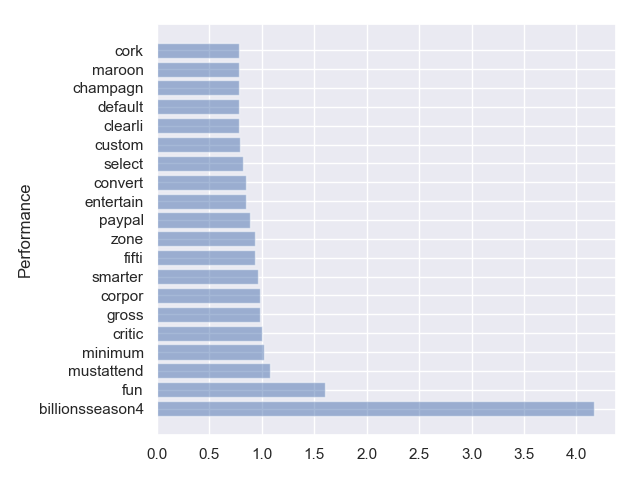 cork
maroon
champagn
default
clearli
custom
select
convert
entertain
paypal
zone
fifti
smarter
corpor
gross
critic
minimum
mustattend
fun
billionsseason4
Performance
0.0 0.5 1.0 1.5 2.0 2.5 3.0 3.5 4.0